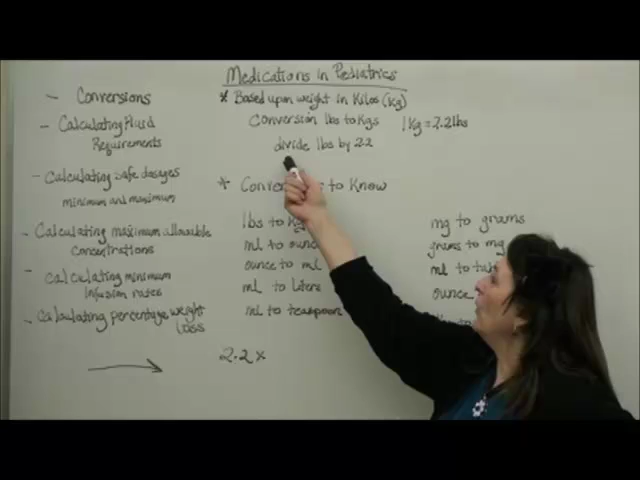 Medications in Pediatrics
- Conversions
- Calculating Fluid
Requirements
- Calculating safe dosages
minimum and maximum
- Calculating maximum allowable
concentrations
- Calculating minimum
infusion rates
- Calculating percentage weight
loss
* Based upon weight in Kilos (kg)
Conversion lbs to Kgs 1 Kg = 2.2 lbs
divide lbs by 2.2
* to Know
lbs to
ml to
ounce to ml
ml to liters
ml to teaspoon
2.2 x
mg to grams
grams to mg
ml to
ounce